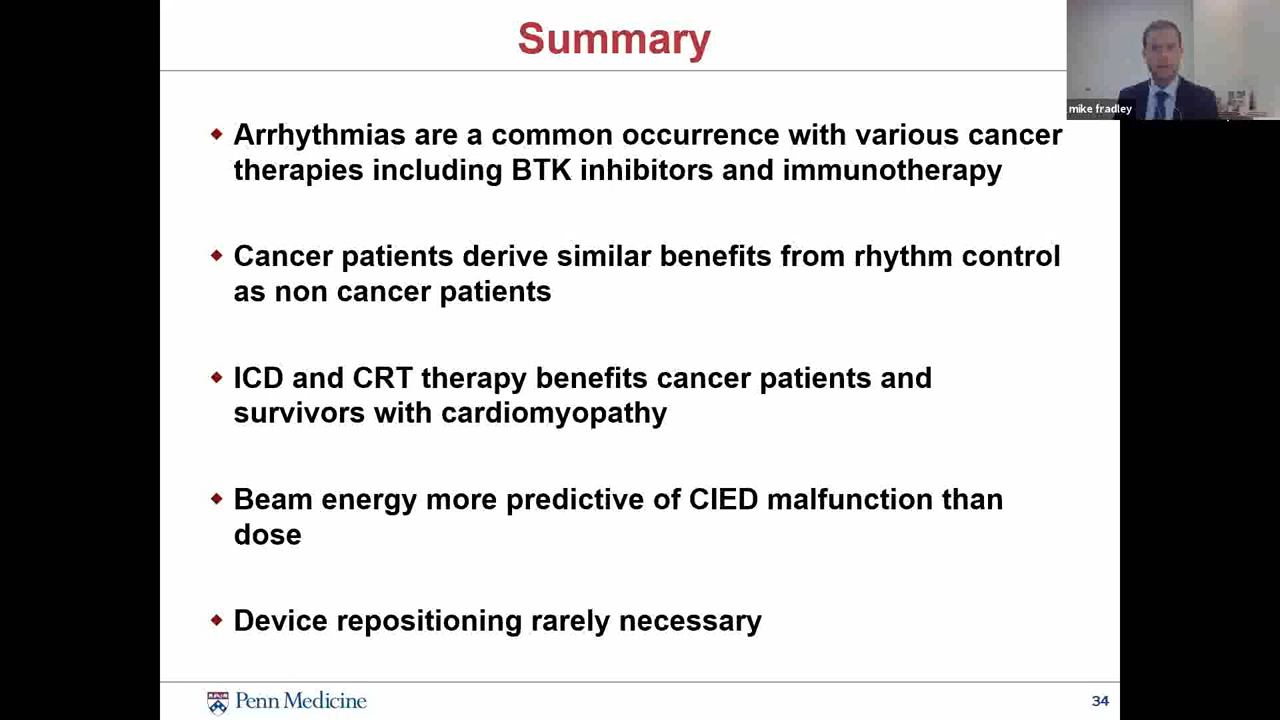 Summary
mike fradley
Arrhythmias are a common occurrence with various cancer
therapies including BTK inhibitors and immunotherapy
Cancer patients derive similar benefits from rhythm control
as non cancer patients
ICD and CRT therapy benefits cancer patients and
survivors with cardiomyopathy
Beam energy more predictive of CIED malfunction than
dose
Device repositioning rarely necessary
Penn Medicine
34